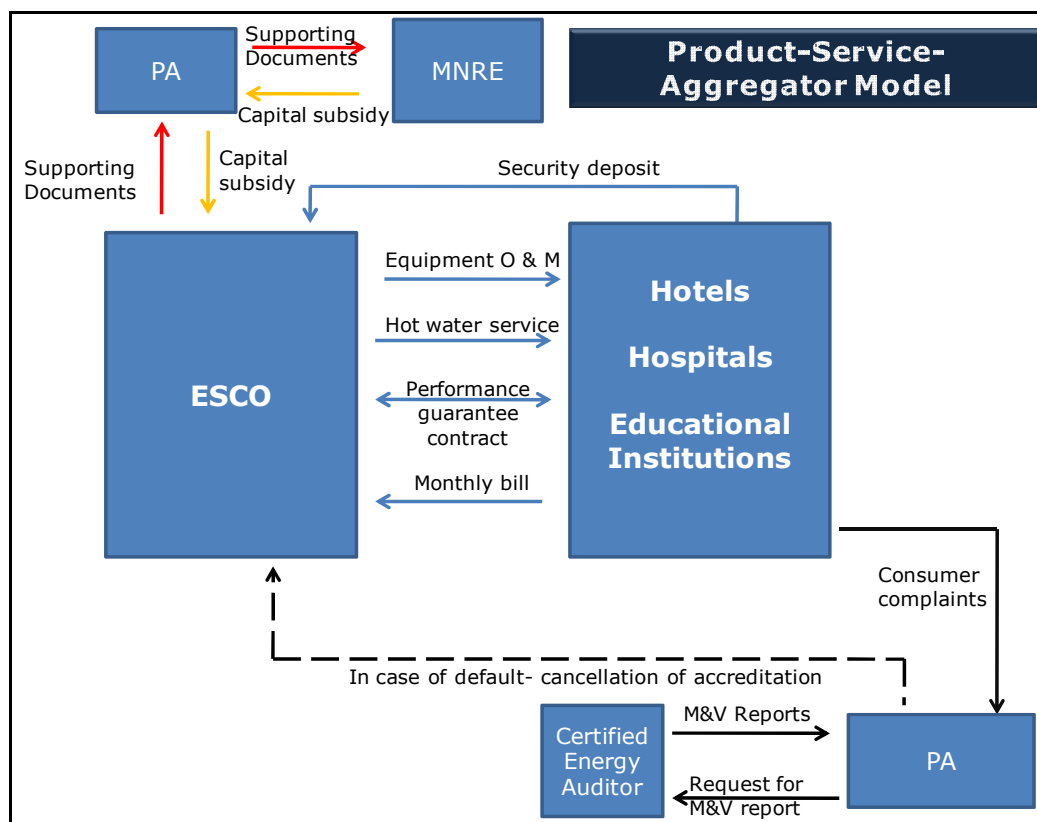 Product-Service-
Aggregator Model
PA
Supporting
Documents
MNRE
Capital subsidy
Supporting
Documents
Capital
subsidy
Security deposit
ESCO
Equipment O & M
Hot water service
Performance
guarantee
contract
Monthly bill
Hotels
Hospitals
Educational
Institutions
Consumer
complaints
In case of default- cancellation of accreditation
Certified
Energy
Auditor
M&V Reports
Request for
M&V report
PA